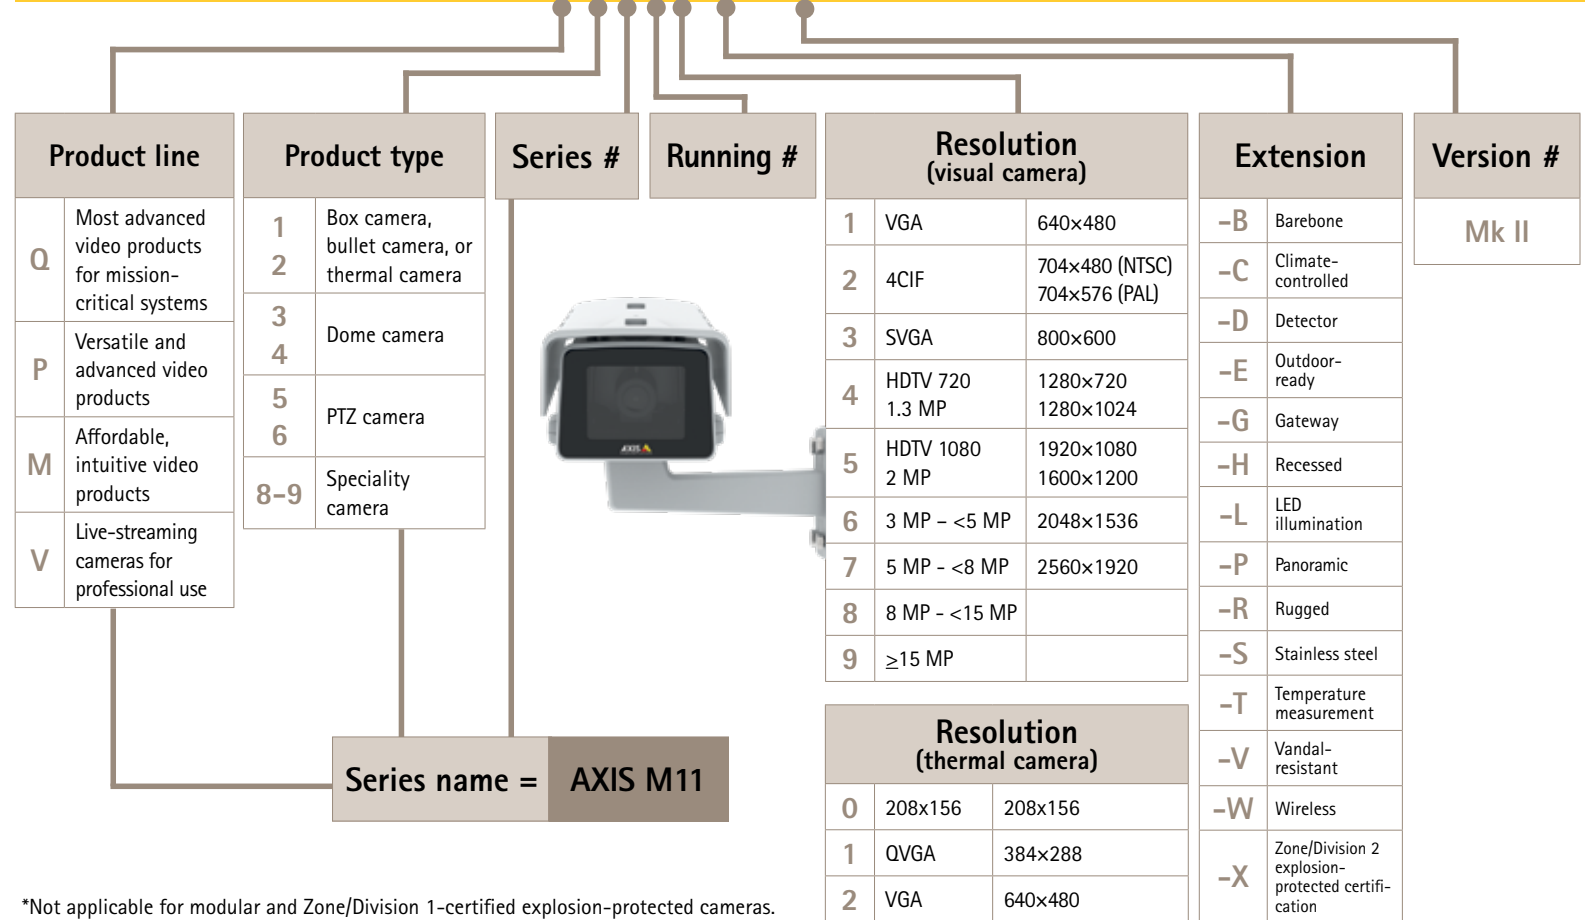 Product line
Q
Most advanced
video products
for mission-
critical systems
P
Versatile and
advanced video
products
M
Affordable,
intuitive video
products
V
Live-streaming
cameras for
professional use
Product type
1
2
Box camera,
bullet camera, or
thermal camera
3
4
Dome camera
5
6
PTZ camera
8-9
Speciality
camera
Series #
Running #
Series name = AXIS M11
AXIS
Resolution
(visual camera)
1 VGA 640×480
2 4CIF 704×480 (NTSC)
704×576 (PAL)
3 SVGA 800×600
4 HDTV 720 1280×720
1.3 MP 1280×1024
5 HDTV 1080 1920×1080
2 MP 1600×1200
6 3 MP – <5 MP 2048×1536
7 5 MP - <8 MP 2560×1920
8 8 MP - <15 MP
9 ≥15 MP
Resolution
(thermal camera)
0 208x156 208x156
1 QVGA 384×288
2 VGA 640×480
Extension
-B Barebone
-C Climate-
controlled
-D Detector
-E Outdoor-
ready
-G Gateway
-H Recessed
-L LED
illumination
-P Panoramic
-R Rugged
-S Stainless steel
-T Temperature
measurement
-V Vandal-
resistant
-W Wireless
-X Zone/Division 2
explosion-
protected certifi-
cation
Version #
Mk II
*Not applicable for modular and Zone/Division 1-certified explosion-protected cameras.